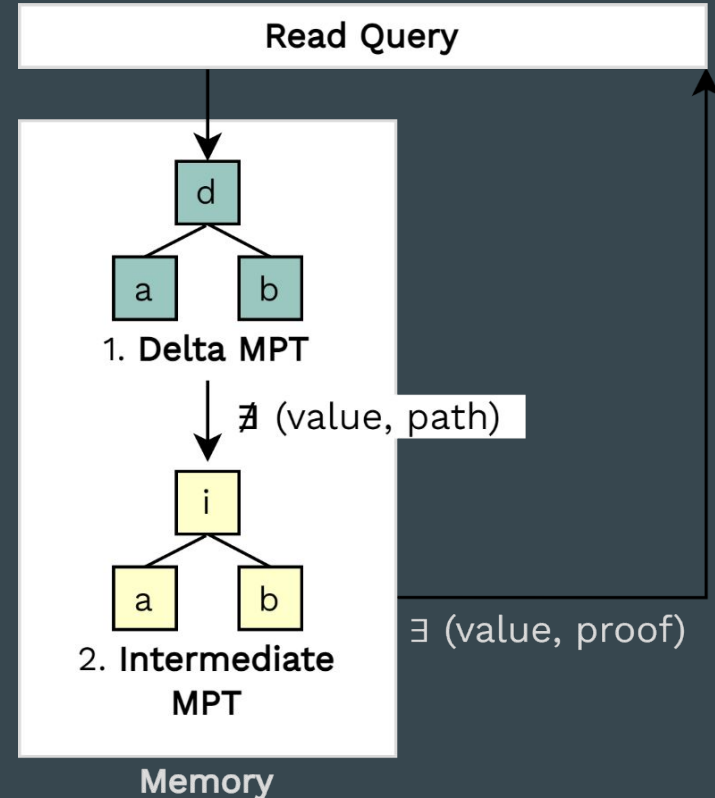 Read Query
d
a b
1. Delta MPT
∄ (value, path)
i
a b
∃ (value, proof)
2. Intermediate
MPT
Memory